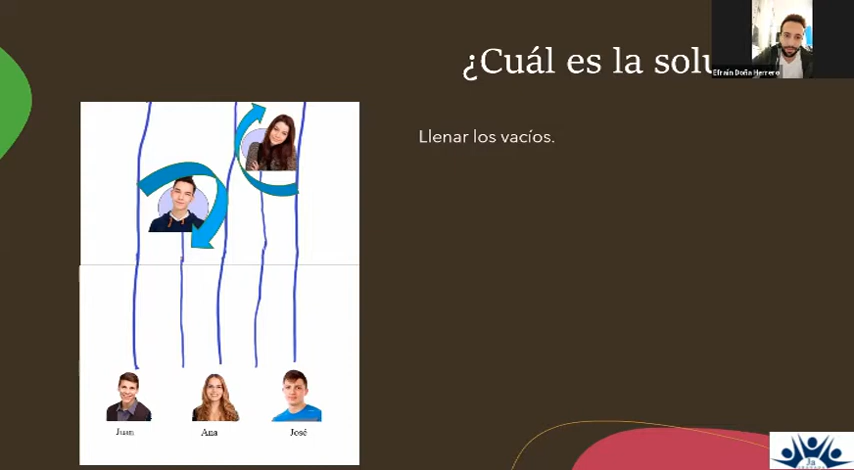 ¿Cuál es la solu
Efraín Doña Herrero
Llenar los vacíos.
Juan
Ana
José